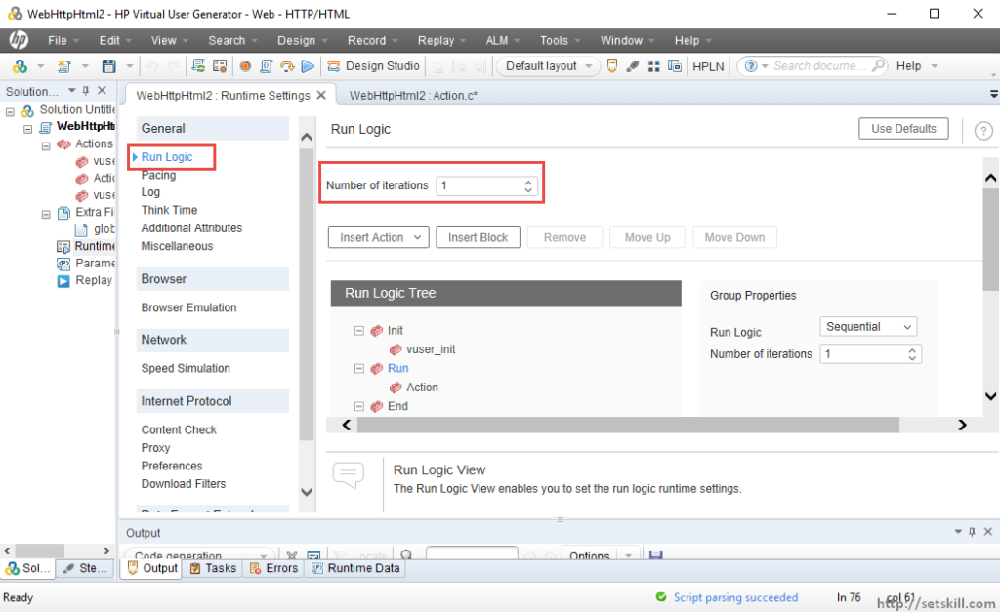 WebHttpHtml2 - HP Virtual User Generator - Web - HTTP/HTML
hp File Edit View Search Design Record Replay ALM Tools Window Help
Design Studio Default layout HPLN Search docume... Help
Solution...
WebHttpHtml2 : Runtime Settings
WebHttpHtml2 : Action.c*
Solution Untitle
WebHttpHt
Actions
vuse
Actio
vuse
Extra Fi
glob
Runtime
Parame
Replay
General
Run Logic
Pacing
Log
Think Time
Additional Attributes
Miscellaneous
Browser
Browser Emulation
Network
Speed Simulation
Internet Protocol
Content Check
Proxy
Preferences
Download Filters
Run Logic
Use Defaults
?
Number of iterations 1
Insert Action Insert Block Remove Move Up Move Down
Run Logic Tree
Init
vuser_init
Run
Action
End
Group Properties
Run Logic Sequential
Number of iterations 1
Run Logic View
The Run Logic View enables you to set the run logic runtime settings.
Output
Code generation Locate Options
Sol... Ste...
Output Tasks Errors Runtime Data
Ready
Script parsing succeeded
ln 76 col 61
http://setskill.com